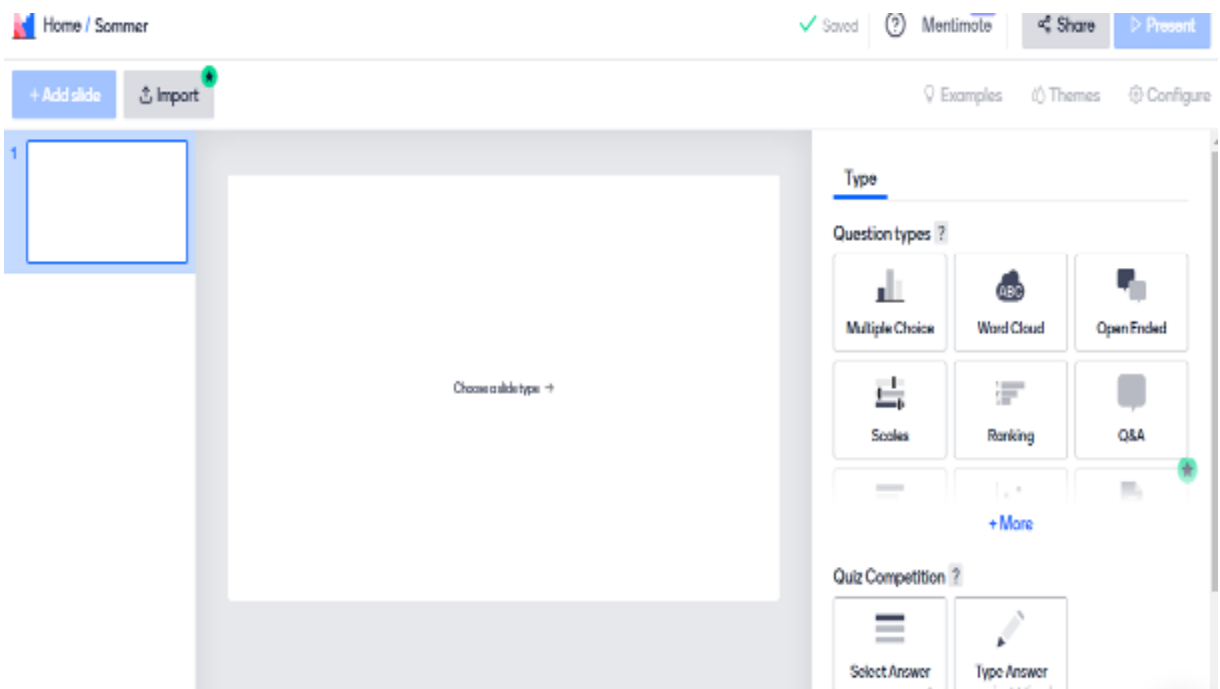 Home / Sommer
Saved
?
Mentimote
Share
Present
+ Add slide
Import
Examples
Themes
Configure
1
Choose a slide type →
Type
Question types ?
Multiple Choice
ABC
Word Cloud
Open Ended
Scales
Ranking
Q&A
+ More
Quiz Competition ?
Select Answer
Type Answer